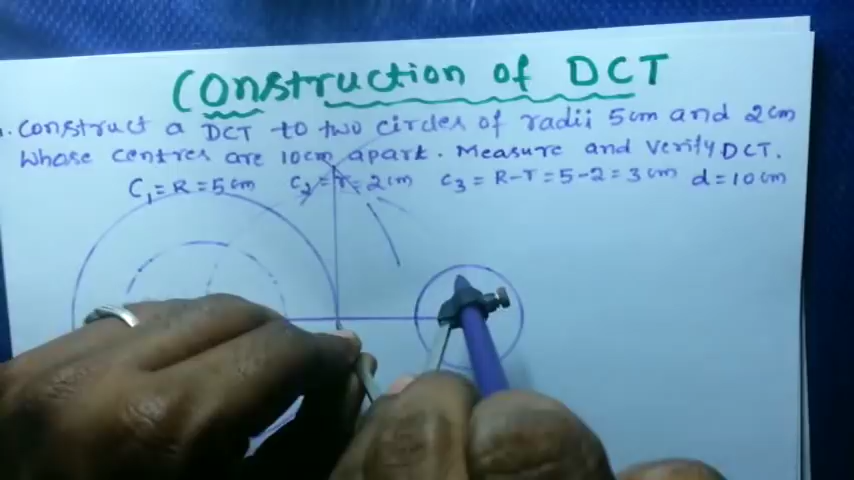 Construction of DCT
1. Construct a DCT to two circles of radii 5cm and 2cm
whose centres are 10cm apart. Measure and verify DCT.
C₁ = R = 5cm C₂ = r = 2cm C₃ = R-r = 5-2 = 3cm d = 10cm